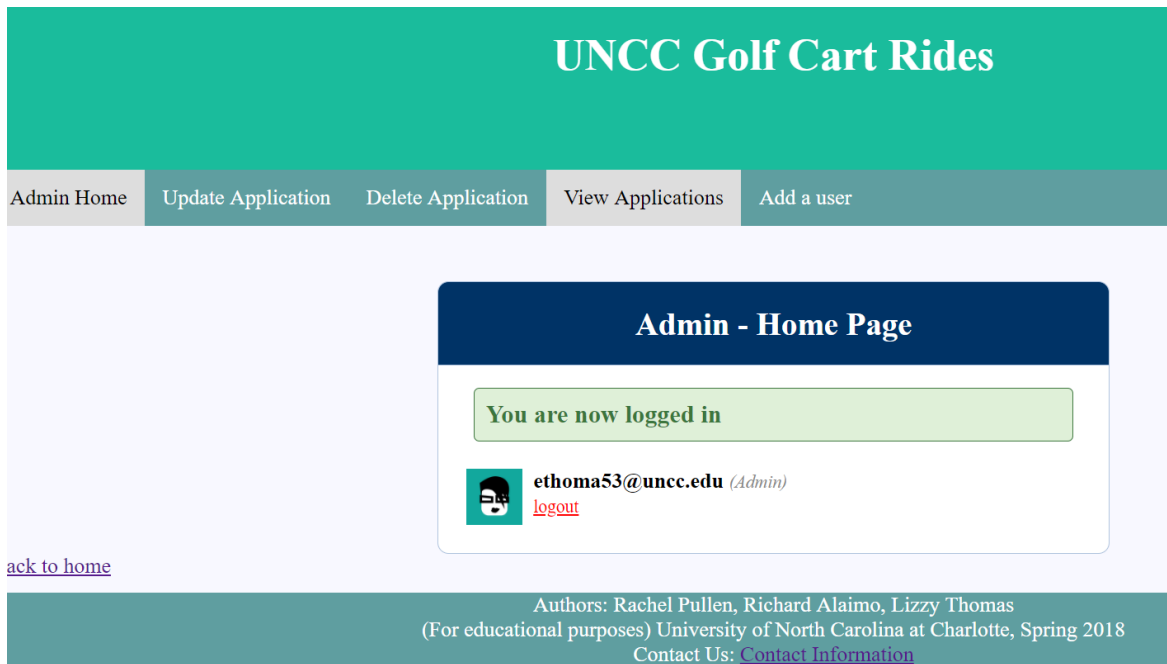 UNCC Golf Cart Rides
Admin Home Update Application Delete Application View Applications Add a user
Admin - Home Page
You are now logged in
ethoma53@uncc.edu (Admin)
logout
ack to home
Authors: Rachel Pullen, Richard Alaimo, Lizzy Thomas
(For educational purposes) University of North Carolina at Charlotte, Spring 2018
Contact Us: Contact Information